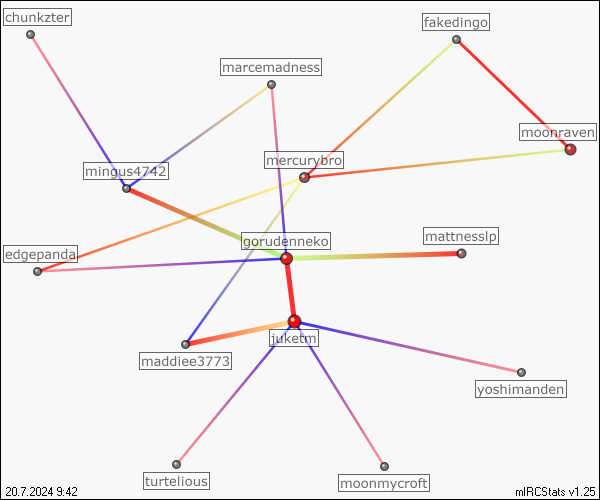 chunkzter
fakedingo
marcemadness
moonraven
mercurybro
mingus4742
mattnesslp
gorudenneko
edgepanda
juketm
maddiee3773
yoshimanden
turtelious
moonmycroft
20.7.2024 9:42
mIRCStats v1.25